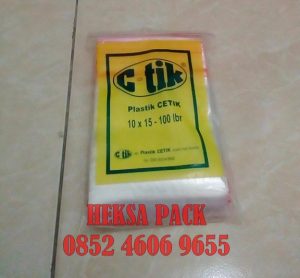 C-tik®
Plastik CETIK
10 x 15 - 100 lbr
C-tik
Plastik CETIK
HEKSA PACK
0852 4606 9655